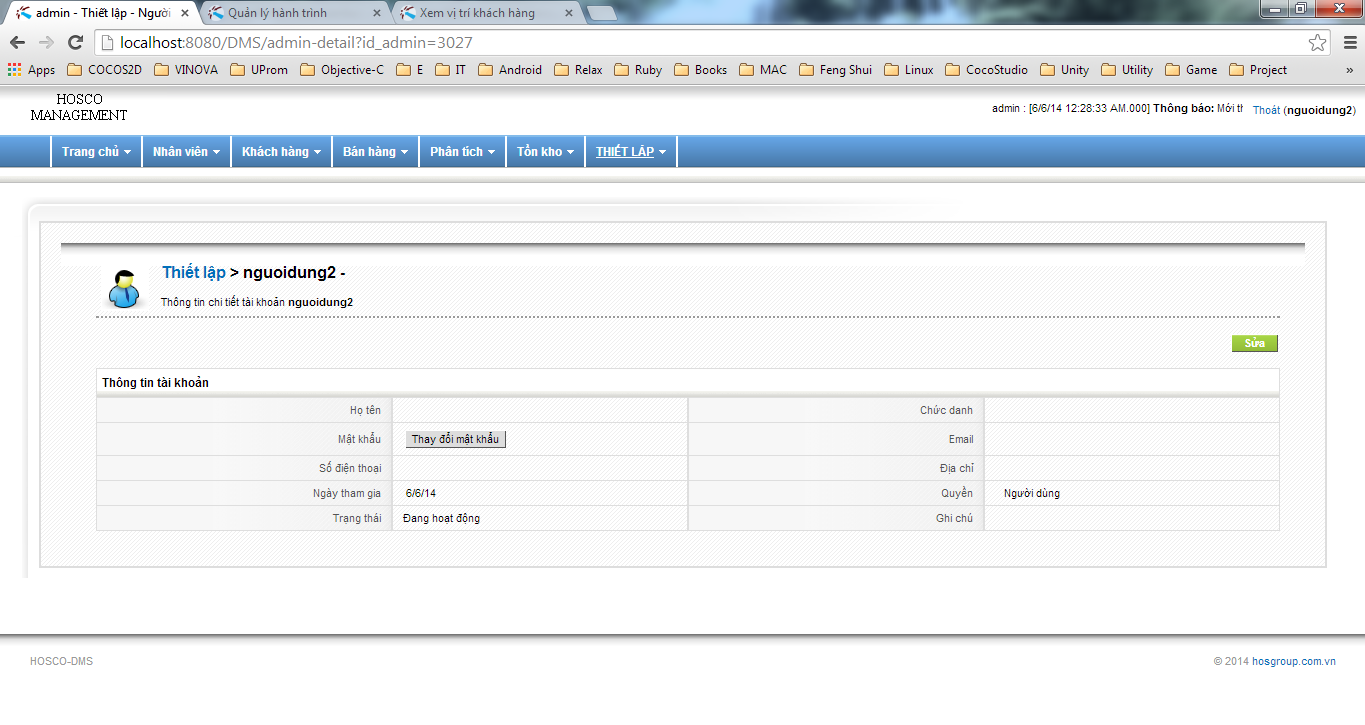 admin - Thiết lập - Người
Quản lý hành trình
Xem vị trí khách hàng
localhost:8080/DMS/admin-detail?id_admin=3027
Apps COCOS2D VINOVA UProm Objective-C E IT Android Relax Ruby Books MAC Feng Shui Linux CocoStudio Unity Utility Game Project »
HOSCO
MANAGEMENT
admin : [6/6/14 12:28:33 AM.000] Thông báo: Mới th
Thoát (nguoidung2)
Trang chủ Nhân viên Khách hàng Bán hàng Phân tích Tồn kho THIẾT LẬP
Thiết lập > nguoidung2 -
Thông tin chi tiết tài khoản nguoidung2
Sửa
Thông tin tài khoản
Họ tên Chức danh
Mật khẩu Thay đổi mật khẩu Email
Số điện thoại Địa chỉ
Ngày tham gia 6/6/14 Quyền Người dùng
Trạng thái Đang hoạt động Ghi chú
HOSCO-DMS
© 2014 hosgroup.com.vn